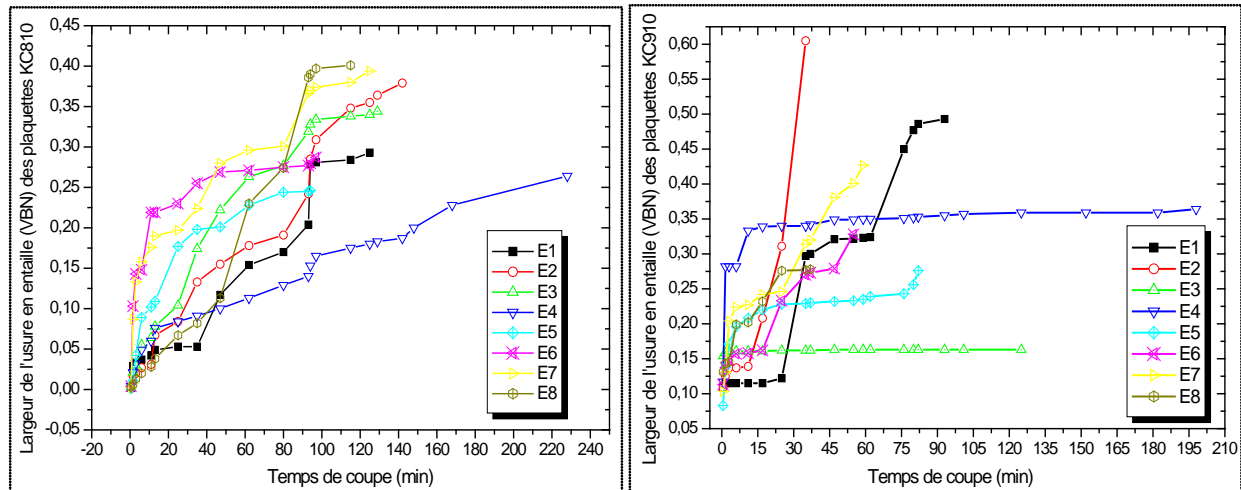 Largeur de l'usure en entaille (VBN) des plaquettes KC810
0,45
0,40
0,35
0,30
0,25
0,20
0,15
0,10
0,05
0,00
-0,05
-20 0 20 40 60 80 100 120 140 160 180 200 220 240
Temps de coupe (min)
E1
E2
E3
E4
E5
E6
E7
E8
Largeur de l'usure en entaille (VBN) des plaquettes KC910
0,60
0,55
0,50
0,45
0,40
0,35
0,30
0,25
0,20
0,15
0,10
0,05
0 15 30 45 60 75 90 105 120 135 150 165 180 195 210
Temps de coupe (min)
E1
E2
E3
E4
E5
E6
E7
E8